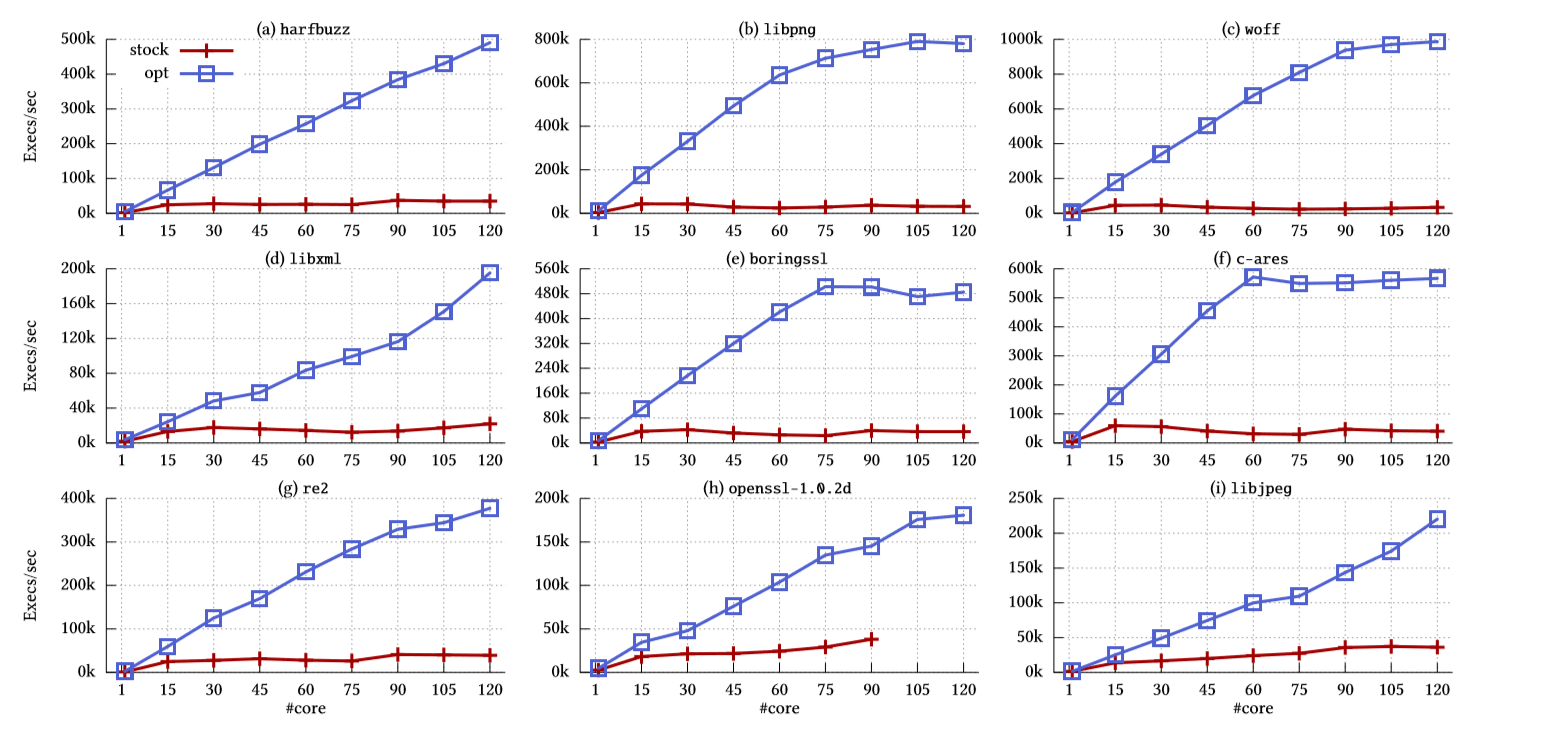 (a) harfbuzz
(b) libpng
(c) woff
500k
400k
300k
200k
100k
0k
Execs/sec
stock
opt
1 15 30 45 60 75 90 105 120
800k
600k
400k
200k
0k
1 15 30 45 60 75 90 105 120
1000k
800k
600k
400k
200k
0k
1 15 30 45 60 75 90 105 120
(d) libxml
(e) boringssl
(f) c-ares
200k
160k
120k
80k
40k
0k
Execs/sec
1 15 30 45 60 75 90 105 120
560k
480k
400k
320k
240k
160k
80k
0k
1 15 30 45 60 75 90 105 120
600k
500k
400k
300k
200k
100k
0k
1 15 30 45 60 75 90 105 120
(g) re2
(h) openssl-1.0.2d
(i) libjpeg
400k
300k
200k
100k
0k
Execs/sec
1 15 30 45 60 75 90 105 120
#core
200k
150k
100k
50k
0k
1 15 30 45 60 75 90 105 120
#core
250k
200k
150k
100k
50k
0k
1 15 30 45 60 75 90 105 120
#core